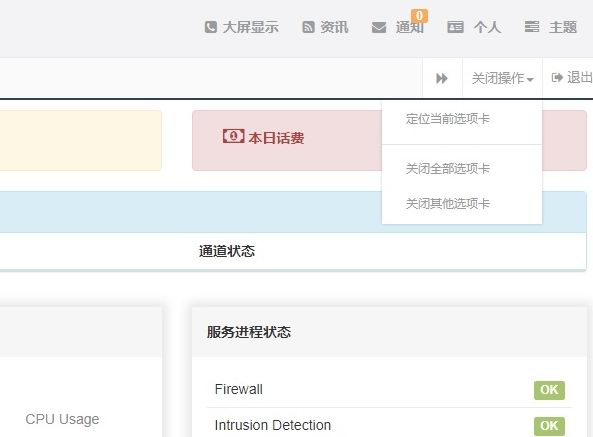 大屏显示 资讯 通知 0 个人 主题
关闭操作 退出
定位当前选项卡
本日话费
关闭全部选项卡
关闭其他选项卡
通道状态
服务进程状态
Firewall OK
CPU Usage
Intrusion Detection OK